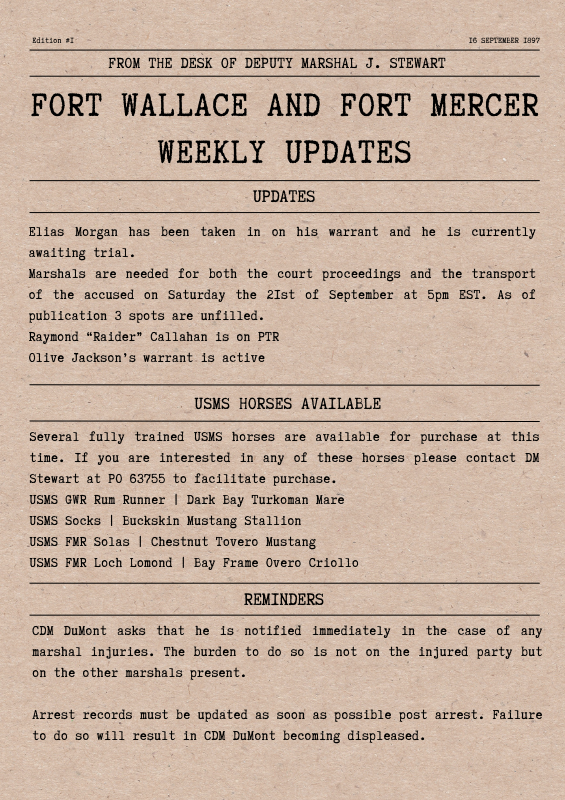 Edition #I
I6 SEPTEMBER I897
FROM THE DESK OF DEPUTY MARSHAL J. STEWART
FORT WALLACE AND FORT MERCER
WEEKLY UPDATES
UPDATES
Elias Morgan has been taken in on his warrant and he is currently
awaiting trial.
Marshals are needed for both the court proceedings and the transport
of the accused on Saturday the 2Ist of September at 5pm EST. As of
publication 3 spots are unfilled.
Raymond “Raider” Callahan is on PTR
Olive Jackson’s warrant is active
USMS HORSES AVAILABLE
Several fully trained USMS horses are available for purchase at this
time. If you are interested in any of these horses please contact DM
Stewart at PO 63755 to facilitate purchase.
USMS GWR Rum Runner | Dark Bay Turkoman Mare
USMS Socks | Buckskin Mustang Stallion
USMS FMR Solas | Chestnut Tovero Mustang
USMS FMR Loch Lomond | Bay Frame Overo Criollo
REMINDERS
CDM DuMont asks that he is notified immediately in the case of any
marshal injuries. The burden to do so is not on the injured party but
on the other marshals present.
Arrest records must be updated as soon as possible post arrest. Failure
to do so will result in CDM DuMont becoming displeased.